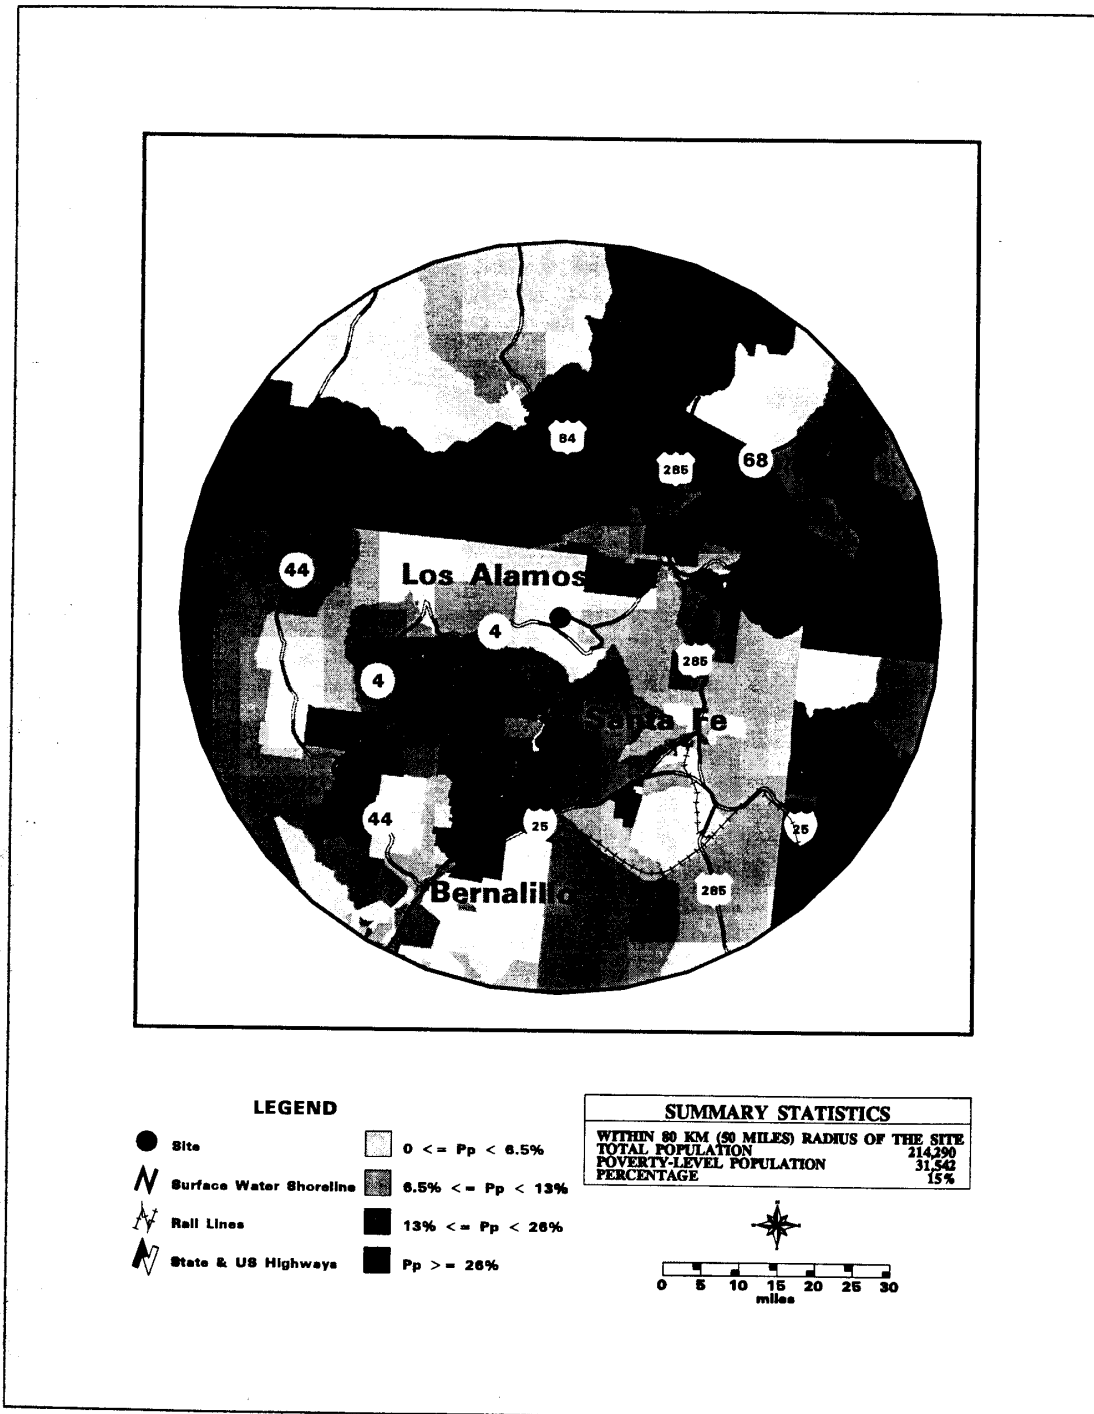 84
285
68
44
Los Alamos
4
285
4
Santa Fe
44
25
25
285
Bernalillo
LEGEND
Site
Surface Water Shoreline
Rail Lines
State & US Highways
0 <= Pp < 6.5%
6.5% <= Pp < 13%
13% <= Pp < 26%
Pp >= 26%
SUMMARY STATISTICS
WITHIN 80 KM (50 MILES) RADIUS OF THE SITE
TOTAL POPULATION 214,290
POVERTY-LEVEL POPULATION 31,542
PERCENTAGE 15%
0 5 10 15 20 25 30
miles